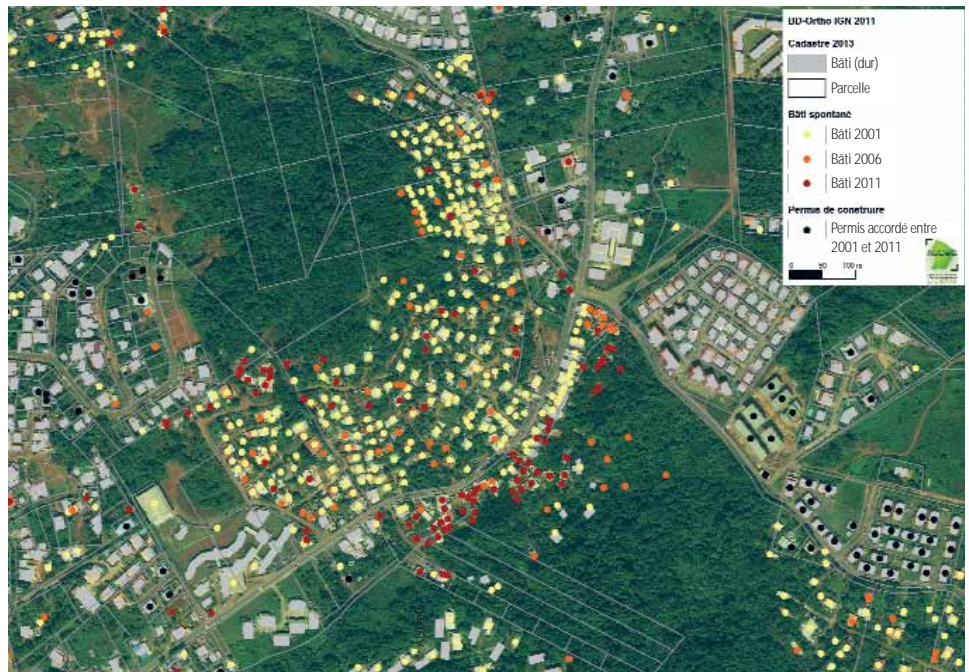 BD-Ortho IGN 2011
Cadastre 2013
Bâti (dur)
Parcelle
Bâti spontané
Bâti 2001
Bâti 2006
Bâti 2011
Permis de construire
Permis accordé entre
2001 et 2011
0 50 100 m